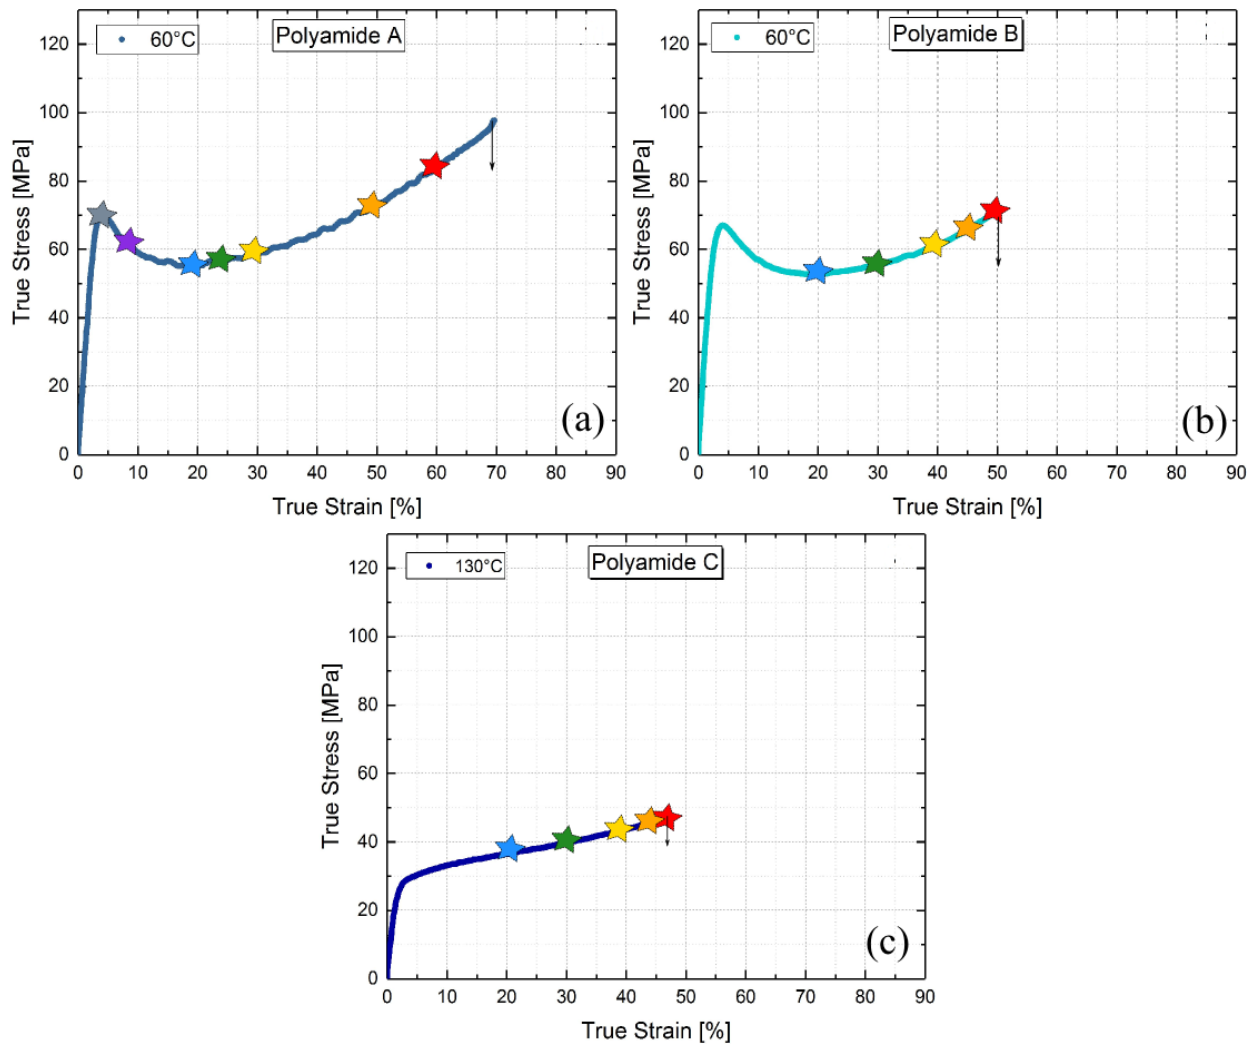 60°C
Polyamide A
120
100
80
60
40
20
0
True Stress [MPa]
0 10 20 30 40 50 60 70 80 90
True Strain [%]
(a)
60°C
Polyamide B
120
100
80
60
40
20
0
True Stress [MPa]
0 10 20 30 40 50 60 70 80 90
True Strain [%]
(b)
130°C
Polyamide C
120
100
80
60
40
20
0
True Stress [MPa]
0 10 20 30 40 50 60 70 80 90
True Strain [%]
(c)